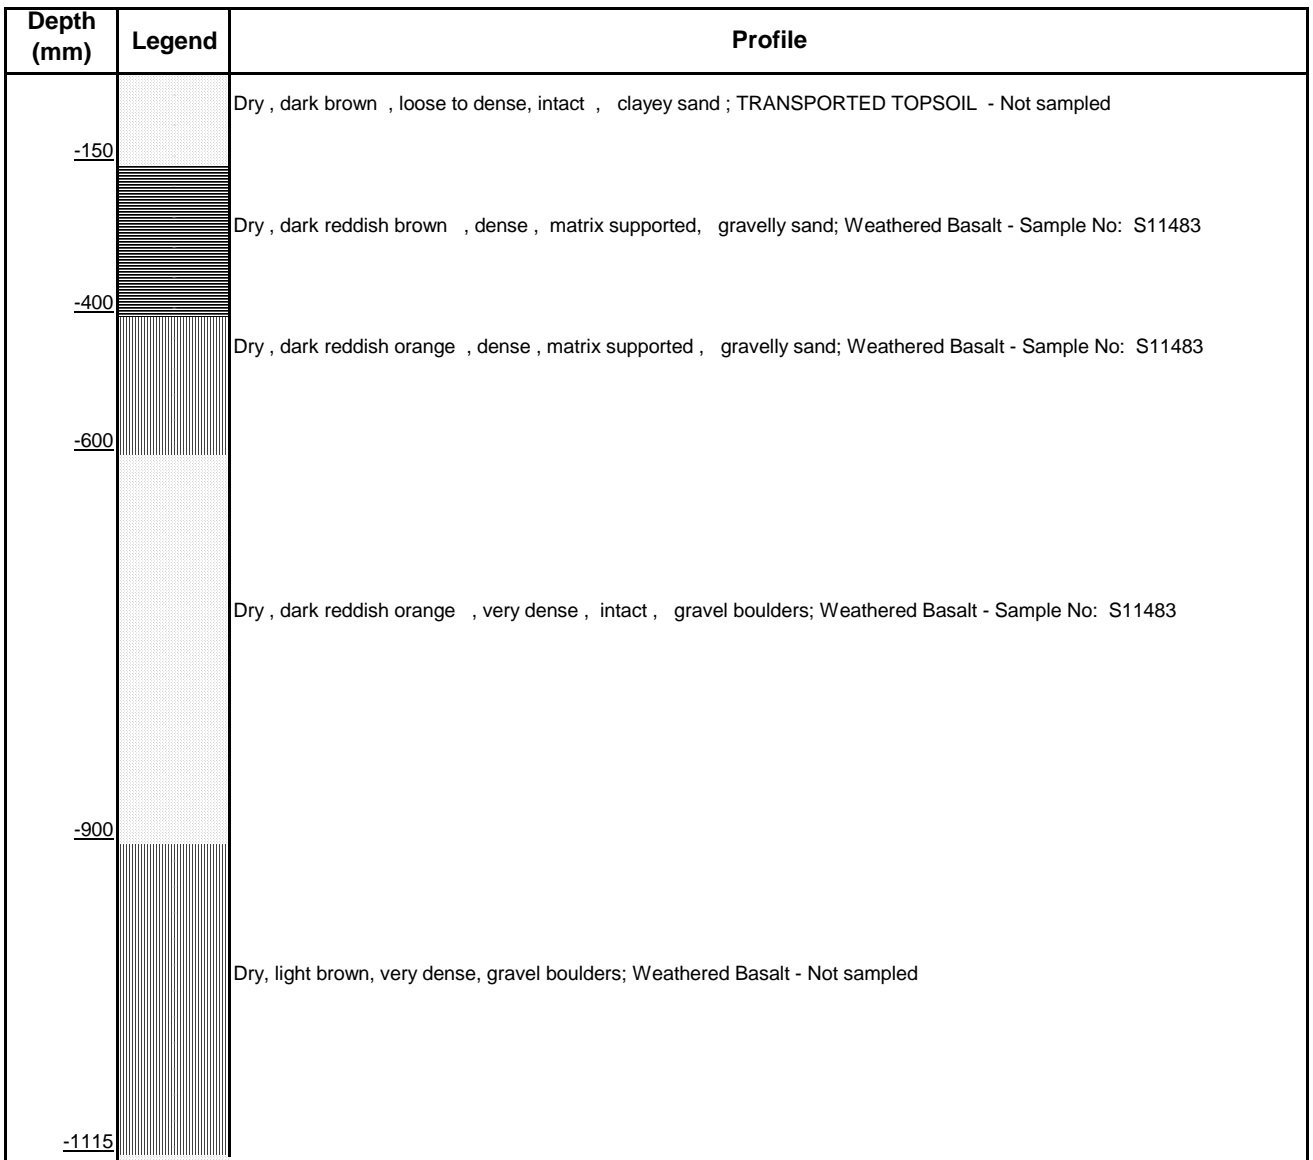 Depth
(mm)
Legend
Profile
Dry , dark brown , loose to dense, intact , clayey sand ; TRANSPORTED TOPSOIL - Not sampled
-150
Dry , dark reddish brown , dense , matrix supported, gravelly sand; Weathered Basalt - Sample No: S11483
-400
Dry , dark reddish orange , dense , matrix supported , gravelly sand; Weathered Basalt - Sample No: S11483
-600
Dry , dark reddish orange , very dense , intact , gravel boulders; Weathered Basalt - Sample No: S11483
-900
Dry, light brown, very dense, gravel boulders; Weathered Basalt - Not sampled
-1115